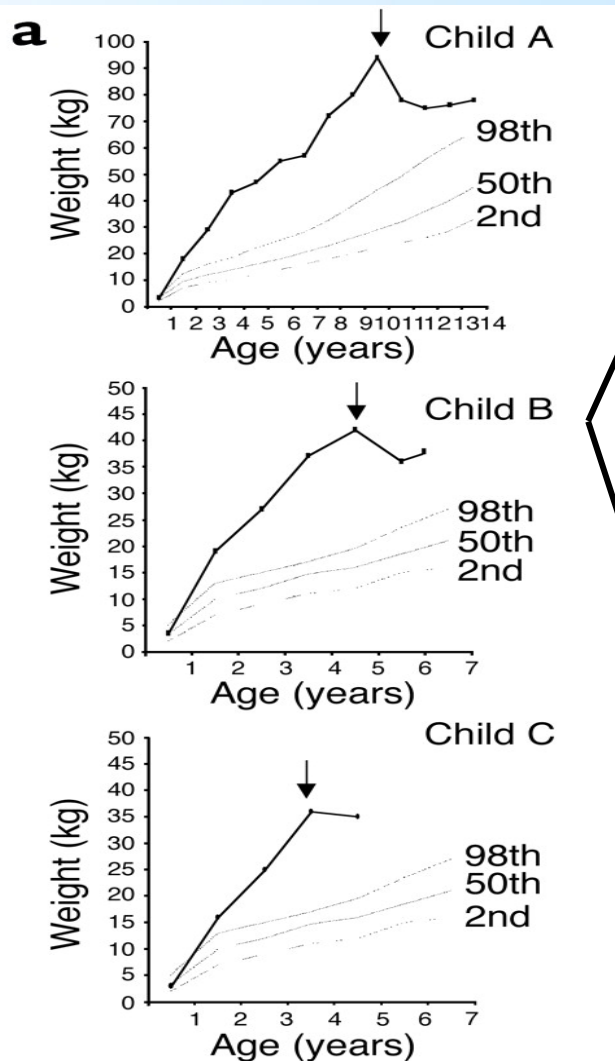 a
Child A
Weight (kg)
100
90
80
70
60
50
40
30
20
10
0
98th
50th
2nd
1 2 3 4 5 6 7 8 9 10 11 12 13 14
Age (years)
Child B
Weight (kg)
50
45
40
35
30
25
20
15
10
5
0
98th
50th
2nd
1 2 3 4 5 6 7
Age (years)
Child C
Weight (kg)
50
45
40
35
30
25
20
15
10
5
0
98th
50th
2nd
1 2 3 4 5 6 7
Age (years)